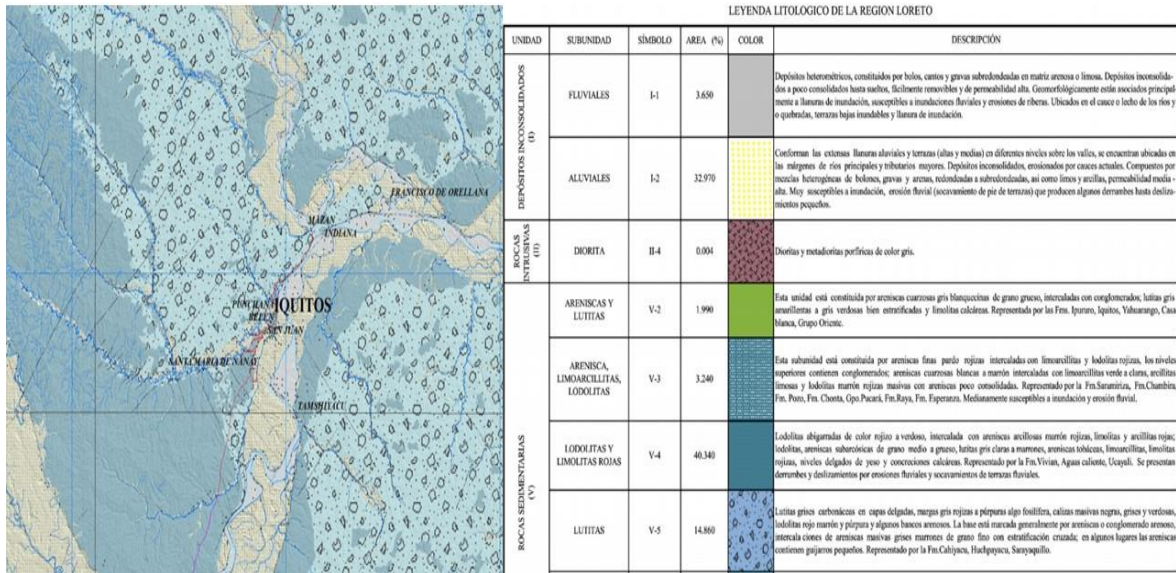 FRANCISCO DE ORELLANA
MAZAN
INDIANA
PUNCHANA
IQUITOS
BELEN
SAN JUAN
SANTA MARIA DE NANAY
TAMSHIYACU
LEYENDA LITOLOGICO DE LA REGION LORETO
UNIDAD SUBUNIDAD SÍMBOLO AREA (%) COLOR DESCRIPCIÓN
DEPÓSITOS INCONSOLIDADOS
(I)
FLUVIALES I-1 3.650
Depósitos heterométricos, constituidos por bolos, cantos y gravas subredondeadas en matriz arenosa o limosa. Depósitos inconsolida-
dos a poco consolidados hasta sueltos, fácilmente removibles y de permeabilidad alta. Geomorfológicamente están asociados principal-
mente a llanuras de inundación, susceptibles a inundaciones fluviales y erosiones de riberas. Ubicados en el cauce o lecho de los ríos y
o quebradas, terrazas bajas inundables y llanura de inundación.
ALUVIALES I-2 32.970
Conforman las extensas llanuras aluviales y terrazas (altas y medias) en diferentes niveles sobre los valles, se encuentran ubicadas en
las márgenes de ríos principales y tributarios mayores. Depósitos inconsolidados, erosionados por cauces actuales. Compuestos por
mezclas heterogéneas de bolones, gravas y arenas, redondeadas a subredondeadas, así como limos y arcillas, permeabilidad media -
alta. Muy susceptibles a inundación, erosión fluvial (socavamiento de pie de terrazas) que producen algunos derrumbes hasta desliza-
mientos pequeños.
ROCAS
INTRUSIVAS
(II)
DIORITA II-4 0.004
Dioritas y metadioritas porfiricas de color gris.
ROCAS SEDIMENTARIAS
(V)
ARENISCAS Y
LUTITAS
V-2 1.990
Esta unidad está constituida por areniscas cuarzosas gris blanquecinas de grano grueso, intercaladas con conglomerados; lutitas gris
amarillentas a gris verdosas bien estratificadas y limolitas calcáreas. Representada por las Fms. Ipururo, Iquitos, Yahuarango, Casa
blanca, Grupo Oriente.
ARENISCA,
LIMOARCILLITAS,
LODOLITAS
V-3 3.240
Esta subunidad está constituida por areniscas finas pardo rojizas intercaladas con limoarcillitas y lodolitas rojizas, los niveles
superiores contienen conglomerados; areniscas cuarzosas blancas a marrón intercaladas con limoarcillitas verde a claras, arcillitas
limosas y lodolitas marrón rojizas masivas con areniscas poco consolidadas. Representado por la Fm.Saramiriza, Fm.Chambira
Fm. Pozo, Fm. Chonta, Gpo.Pucará, Fm.Raya, Fm. Esperanza. Medianamente susceptibles a inundación y erosión fluvial.
LODOLITAS Y
LIMOLITAS ROJAS
V-4 40.340
Lodolitas abigarradas de color rojizo a verdoso, intercalada con areniscas arcillosas marrón rojizas, limolitas y arcillitas rojas;
lodolitas, areniscas subarcósicas de grano medio a grueso, lutitas gris claras a marrones, areniscas tobáceas, limoarcillitas, limolitas
rojizas, niveles delgados de yeso y concreciones calcáreas. Representado por la Fm.Vivian, Aguas caliente, Ucayali. Se presentan
derrumbes y deslizamientos por erosiones fluviales y socavamientos de terrazas fluviales.
LUTITAS V-5 14.860
Lutitas grises carbonáceas en capas delgadas, margas gris rojizas a púrpuras algo fosilífera, calizas masivas negras, grises y verdosas,
lodolitas rojo marrón y púrpura y algunos bancos arenosos. La base está marcada generalmente por areniscas o conglomerado arenoso,
intercala ciones de areniscas masivas grises marrones de grano fino con estratificación cruzada; en algunos lugares las areniscas
contienen guijarros pequeños. Representado por la Fm.Cahiyacu, Huchpayacu, Sarayaquillo.